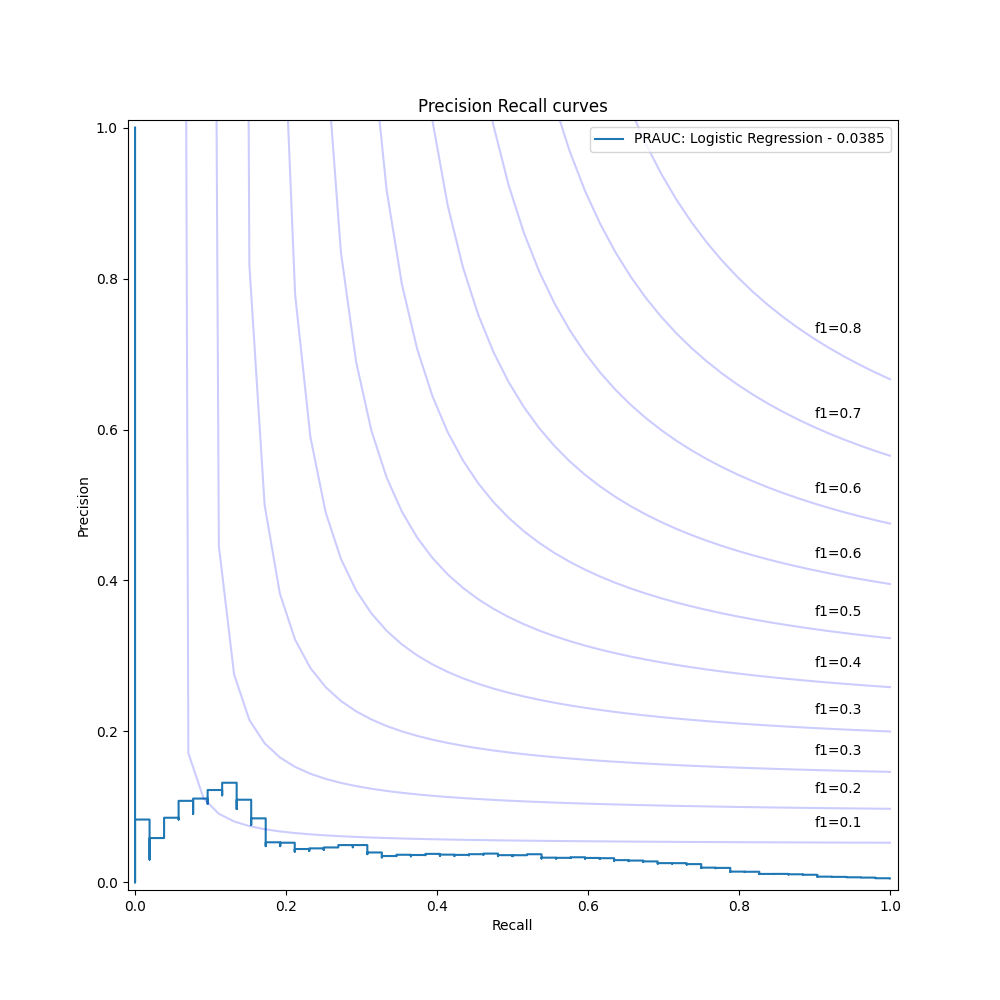 Precision Recall curves
PRAUC: Logistic Regression - 0.0385
1.0
0.8
0.6
0.4
0.2
0.0
Precision
f1=0.8
f1=0.7
f1=0.6
f1=0.6
f1=0.5
f1=0.4
f1=0.3
f1=0.3
f1=0.2
f1=0.1
0.0 0.2 0.4 0.6 0.8 1.0
Recall